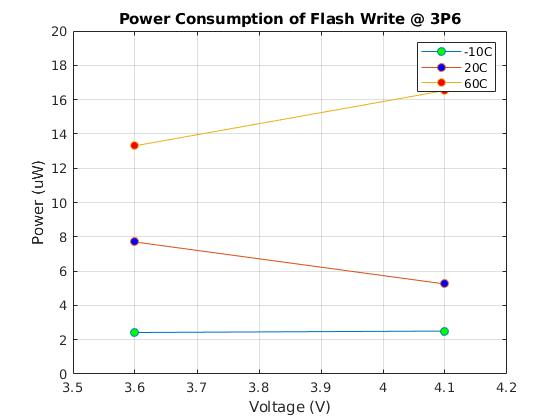 Power Consumption of Flash Write @ 3P6
-10C
20C
60C
Power (uW)
20
18
16
14
12
10
8
6
4
2
0
3.5 3.6 3.7 3.8 3.9 4 4.1 4.2
Voltage (V)